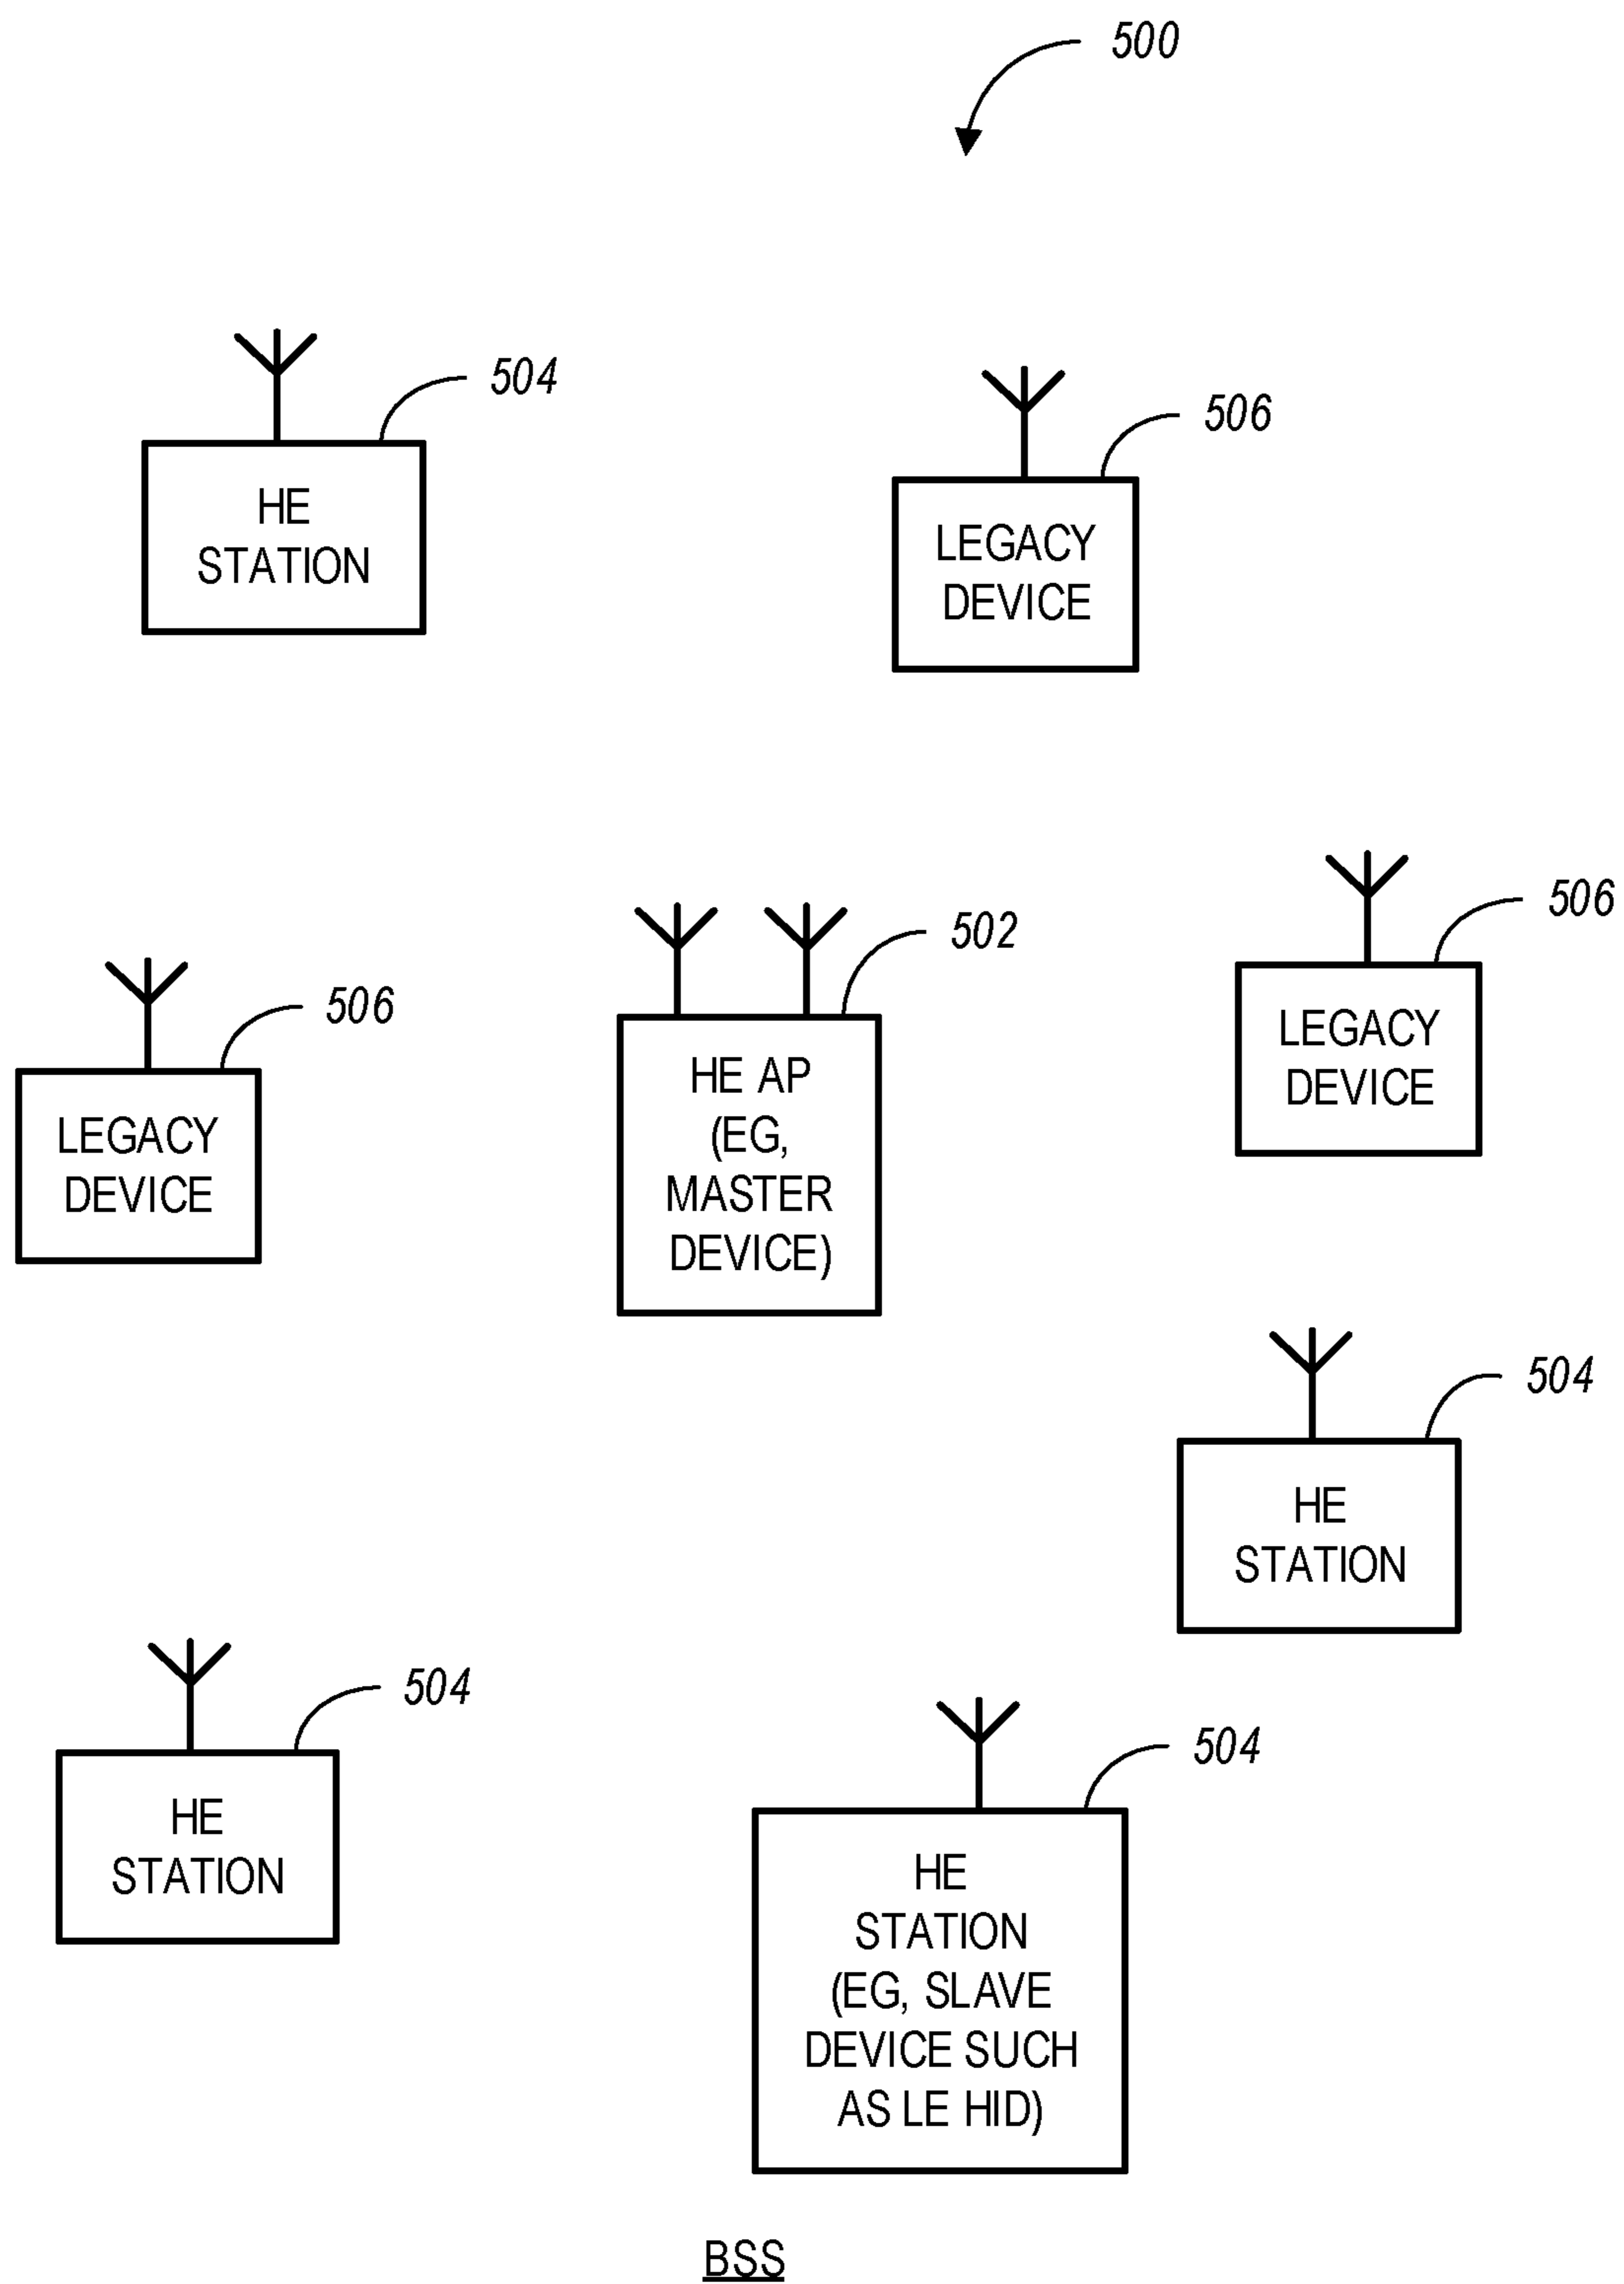 500
504
HE
STATION
506
LEGACY
DEVICE
506
LEGACY
DEVICE
502
HE AP
(EG,
MASTER
DEVICE)
506
LEGACY
DEVICE
504
HE
STATION
504
HE
STATION
504
HE
STATION
(EG, SLAVE
DEVICE SUCH
AS LE HID)
BSS